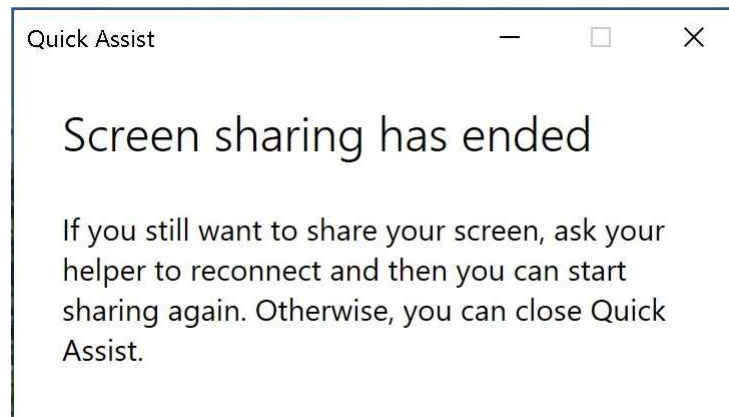 Quick Assist
Screen sharing has ended
If you still want to share your screen, ask your
helper to reconnect and then you can start
sharing again. Otherwise, you can close Quick
Assist.